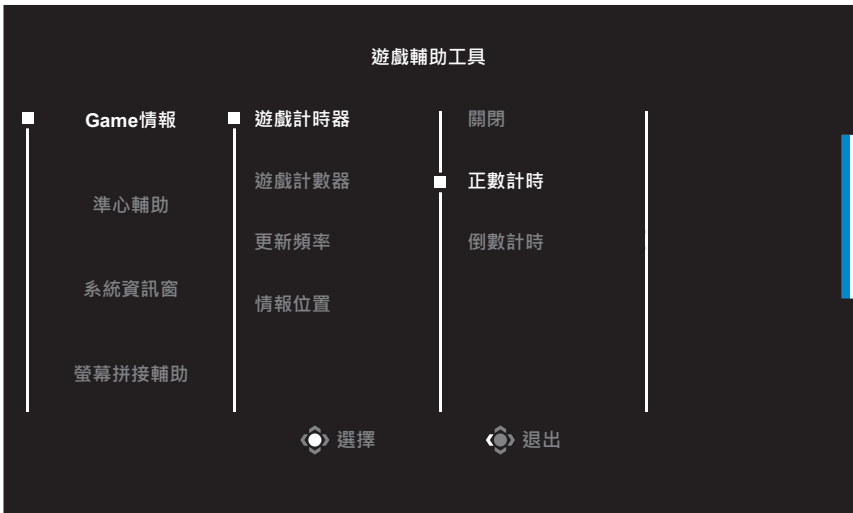 遊戲輔助工具
Game情報
準心輔助
系統資訊窗
螢幕拼接輔助
遊戲計時器
遊戲計數器
更新頻率
情報位置
關閉
正數計時
倒數計時
選擇
退出